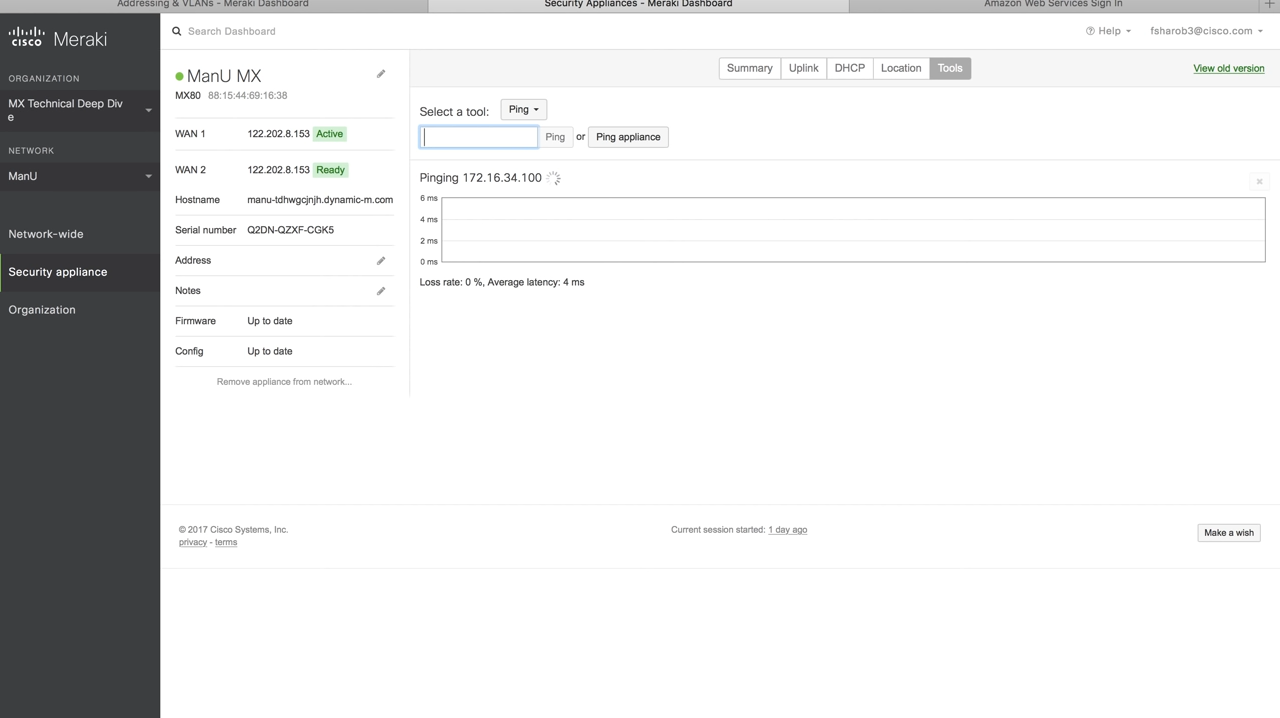 Addressing & VLANs - Meraki Dashboard
Security Appliances - Meraki Dashboard
Amazon Web Services Sign In
cisco Meraki
Search Dashboard
Help
fsharob3@cisco.com
ORGANIZATION
MX Technical Deep Div
e
NETWORK
ManU
Network-wide
Security appliance
Organization
ManU MX
MX80 88:15:44:69:16:38
WAN 1 122.202.8.153 Active
WAN 2 122.202.8.153 Ready
Hostname manu-tdhwgcjnjh.dynamic-m.com
Serial number Q2DN-QZXF-CGK5
Address
Notes
Firmware Up to date
Config Up to date
Remove appliance from network...
Summary Uplink DHCP Location Tools
View old version
Select a tool: Ping
Ping or Ping appliance
Pinging 172.16.34.100
6 ms
4 ms
2 ms
0 ms
Loss rate: 0 %, Average latency: 4 ms
© 2017 Cisco Systems, Inc.
privacy - terms
Current session started: 1 day ago
Make a wish